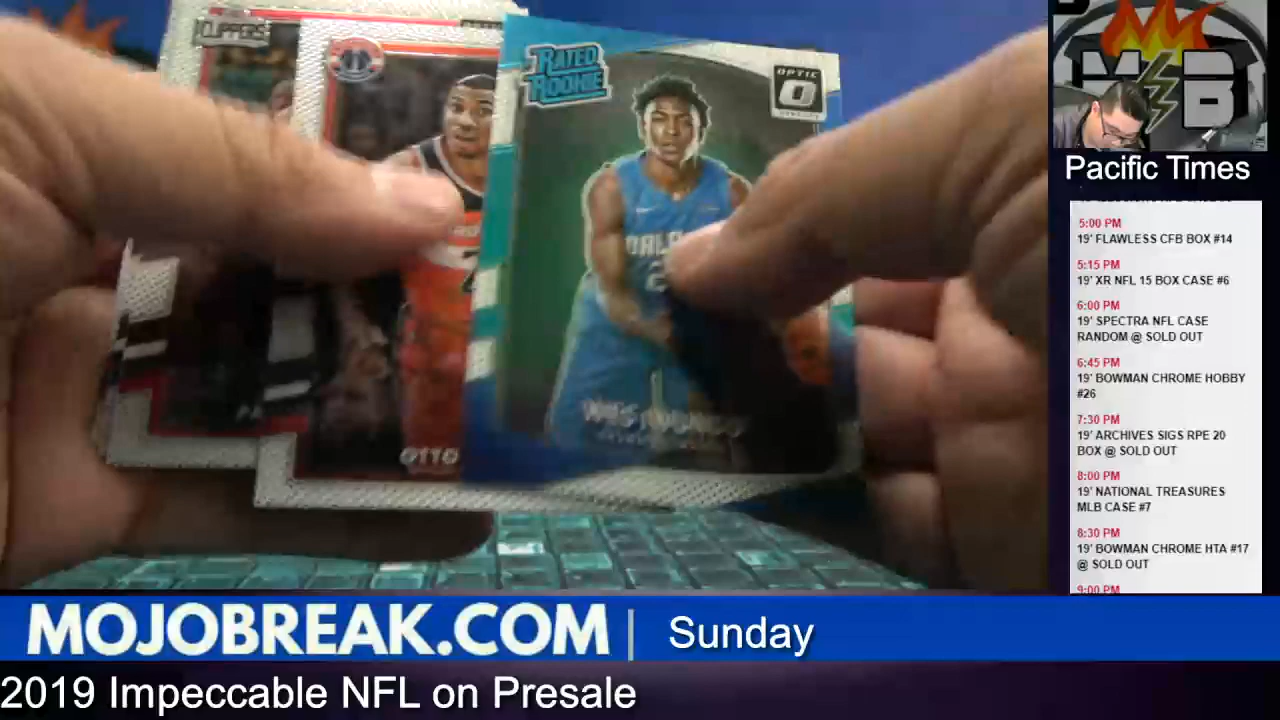 CLIPPERS
RATED
ROOKIE
OPTIC
O
OTTO
M B
Pacific Times
5:00 PM
19' FLAWLESS CFB BOX #14
5:15 PM
19' XR NFL 15 BOX CASE #6
6:00 PM
19' SPECTRA NFL CASE
RANDOM @ SOLD OUT
6:45 PM
19' BOWMAN CHROME HOBBY
#26
7:30 PM
19' ARCHIVES SIGS RPE 20
BOX @ SOLD OUT
8:00 PM
19' NATIONAL TREASURES
MLB CASE #7
8:30 PM
19' BOWMAN CHROME HTA #17
@ SOLD OUT
9:00 PM
MOJOBREAK.COM | Sunday
2019 Impeccable NFL on Presale